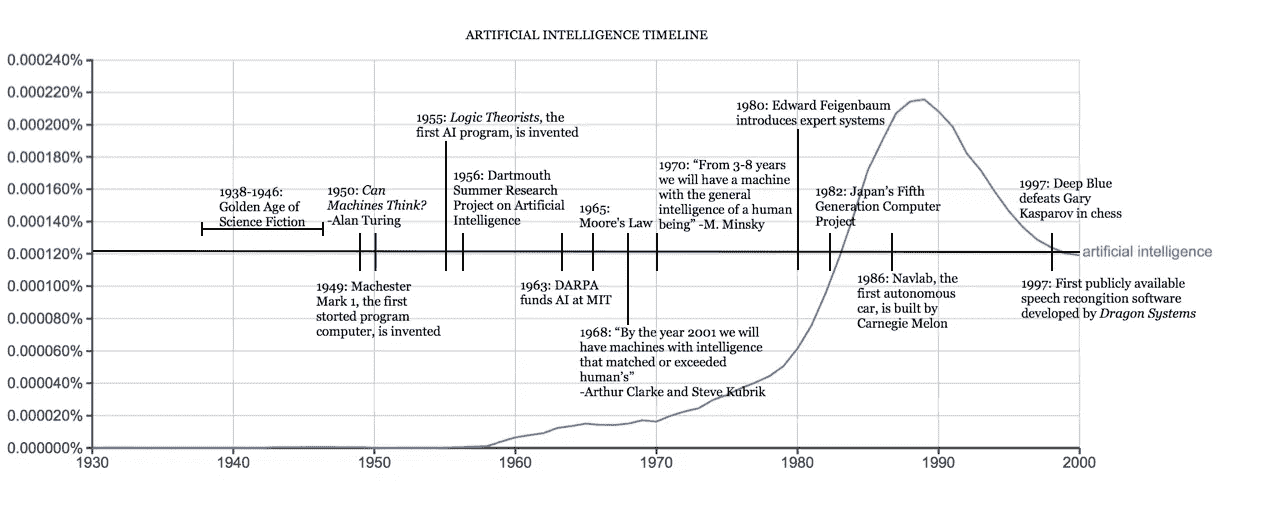 ARTIFICIAL INTELLIGENCE TIMELINE
0.000240%
0.000220%
0.000200%
0.000180%
0.000160%
0.000140%
0.000120%
0.000100%
0.000080%
0.000060%
0.000040%
0.000020%
0.000000%
1938-1946:
Golden Age of
Science Fiction
1950: Can
Machines Think?
-Alan Turing
1949: Machester
Mark 1, the first
storted program
computer, is invented
1955: Logic Theorists, the
first AI program, is invented
1956: Dartmouth
Summer Research
Project on Artificial
Intelligence
1963: DARPA
funds AI at MIT
1965:
Moore's Law
1968: “By the year 2001 we will
have machines with intelligence
that matched or exceeded
human's”
-Arthur Clarke and Steve Kubrik
1970: “From 3-8 years
we will have a machine
with the general
intelligence of a human
being” -M. Minsky
1980: Edward Feigenbaum
introduces expert systems
1982: Japan's Fifth
Generation Computer
Project
1986: Navlab, the
first autonomous
car, is built by
Carnegie Melon
1997: Deep Blue
defeats Gary
Kasparov in chess
1997: First publicly available
speech recongition software
developed by Dragon Systems
artificial intelligence
1930
1940
1950
1960
1970
1980
1990
2000